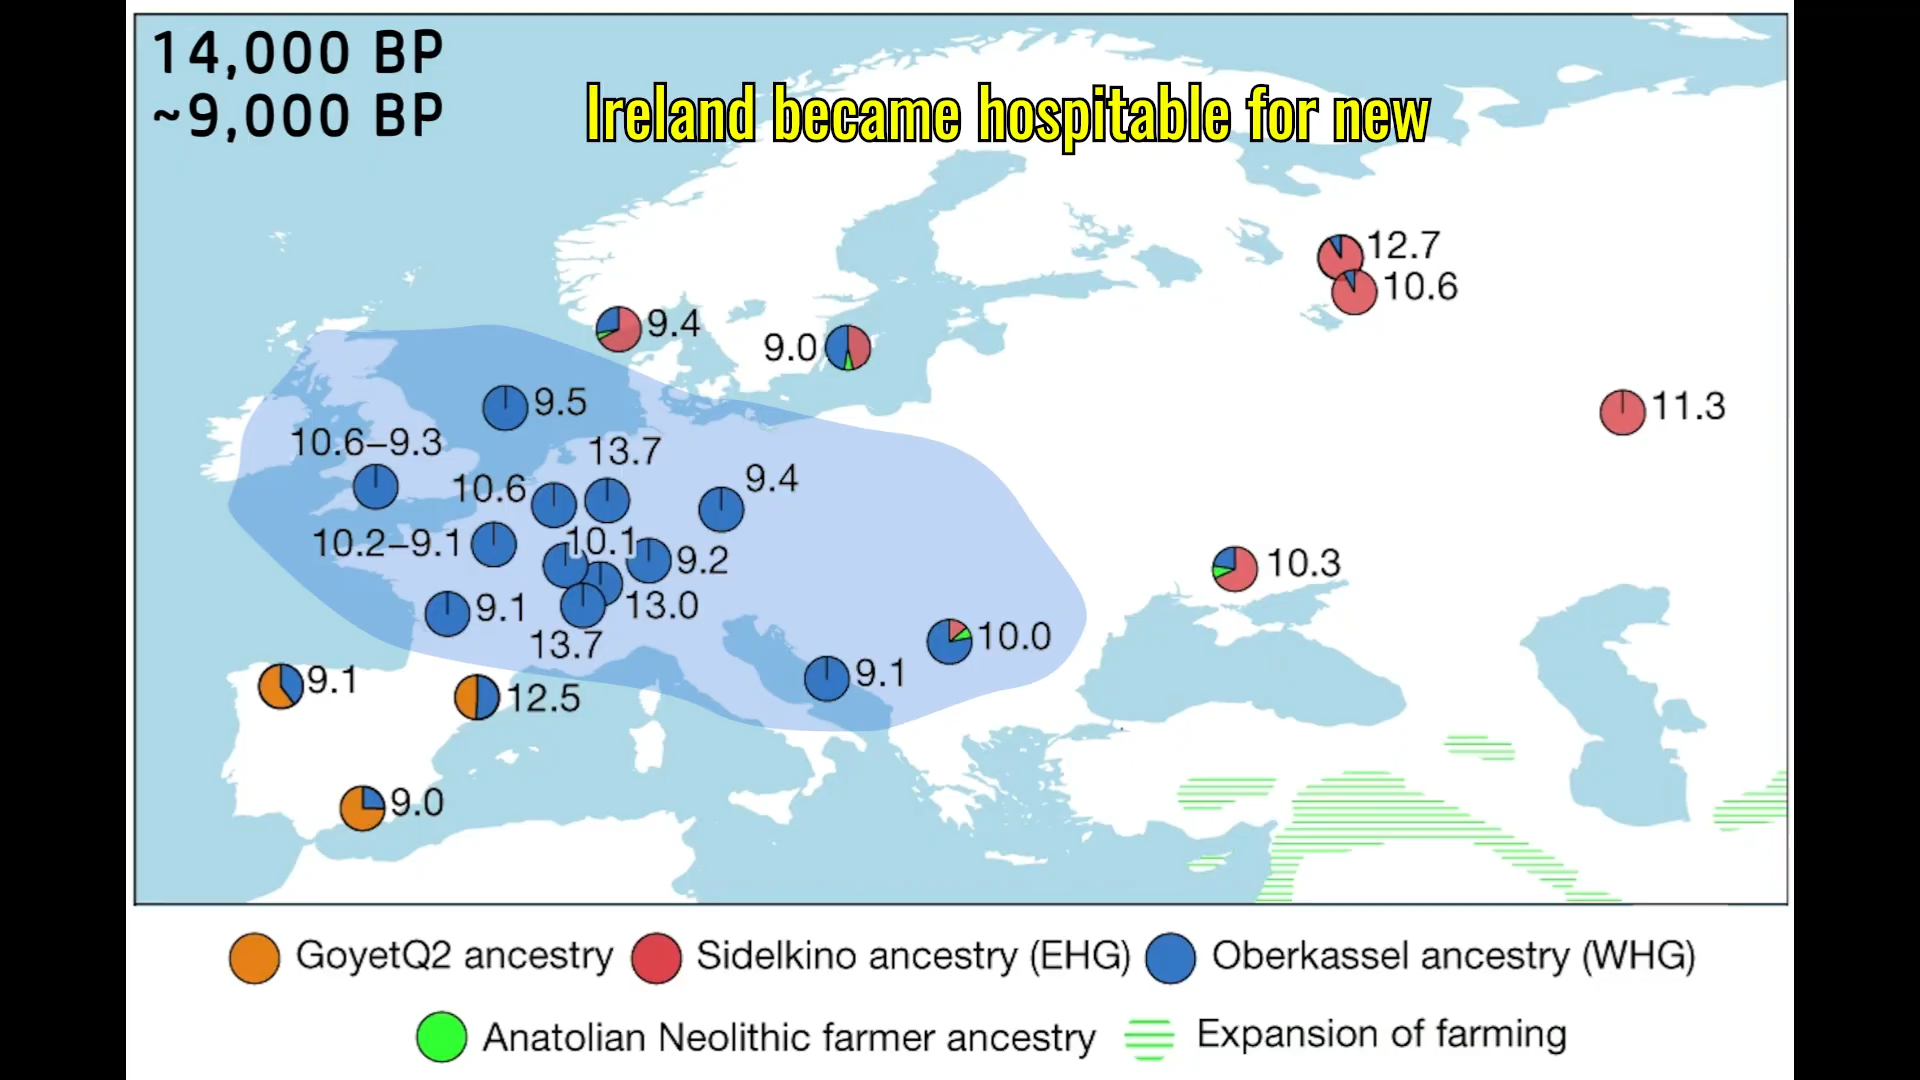 14,000 BP
~9,000 BP
Ireland became hospitable for new
12.7
10.6
9.4
9.0
11.3
9.5
10.6–9.3
13.7
10.6
9.4
10.2–9.1
10.1
9.2
10.3
9.1
13.0
13.7
10.0
9.1
9.1
12.5
9.0
GoyetQ2 ancestry
Sidelkino ancestry (EHG)
Oberkassel ancestry (WHG)
Anatolian Neolithic farmer ancestry
Expansion of farming